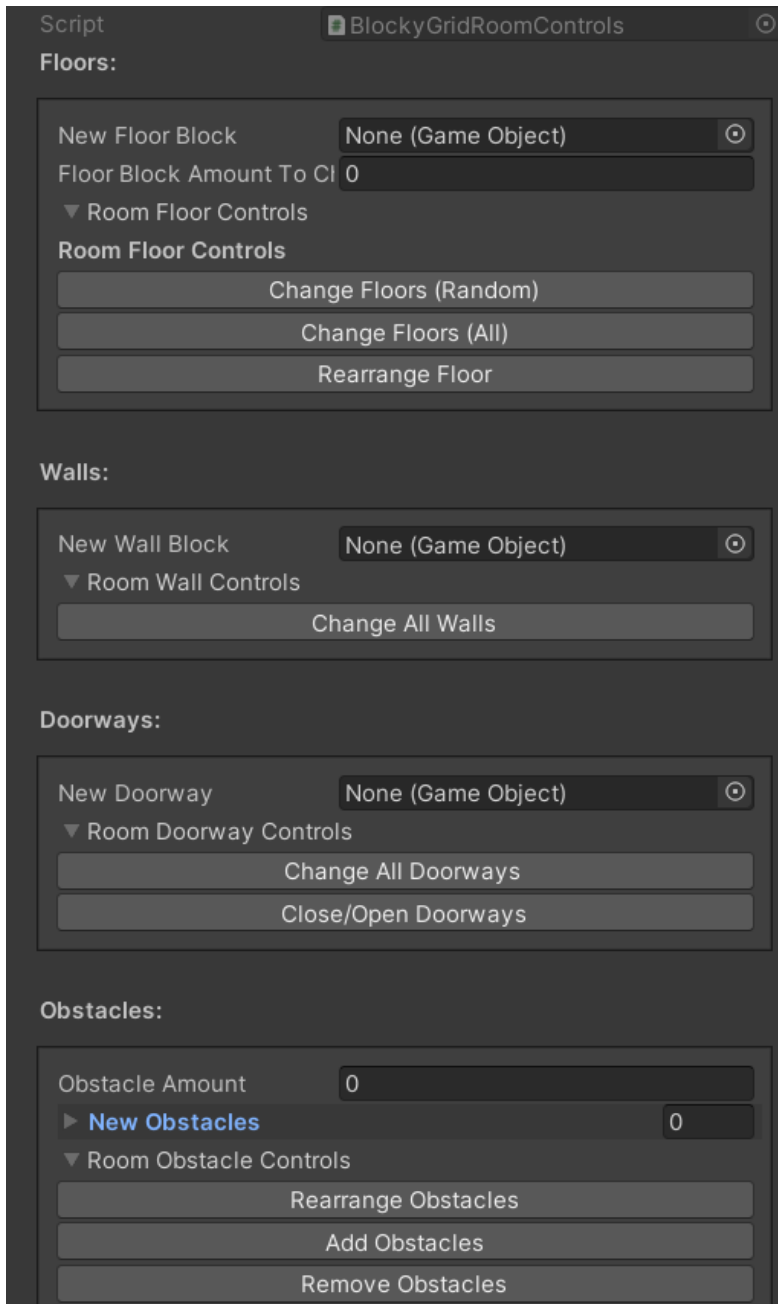 Script BlockyGridRoomControls
Floors:
New Floor Block None (Game Object)
Floor Block Amount To Cl 0
Room Floor Controls
Room Floor Controls
Change Floors (Random)
Change Floors (All)
Rearrange Floor
Walls:
New Wall Block None (Game Object)
Room Wall Controls
Change All Walls
Doorways:
New Doorway None (Game Object)
Room Doorway Controls
Change All Doorways
Close/Open Doorways
Obstacles:
Obstacle Amount 0
New Obstacles 0
Room Obstacle Controls
Rearrange Obstacles
Add Obstacles
Remove Obstacles